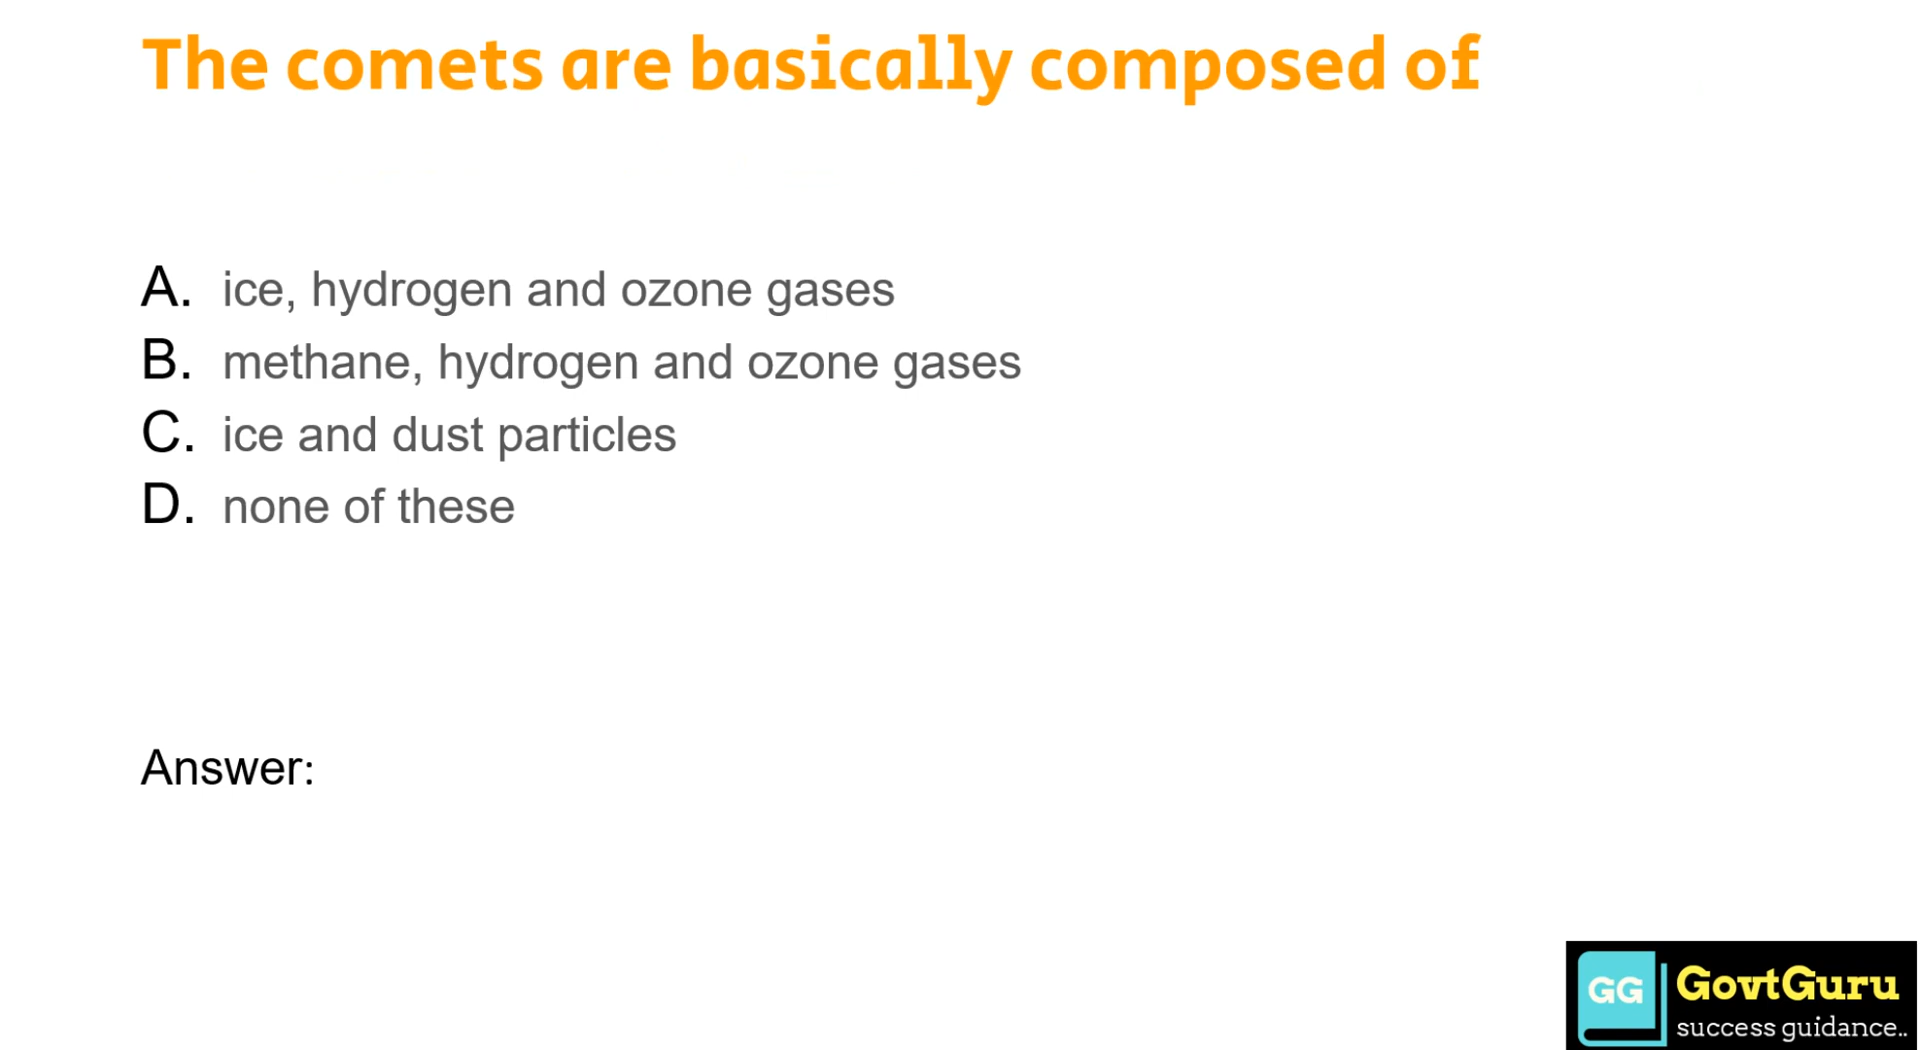 The comets are basically composed of
A. ice, hydrogen and ozone gases
B. methane, hydrogen and ozone gases
C. ice and dust particles
D. none of these
Answer:
GG GovtGuru
success guidance..